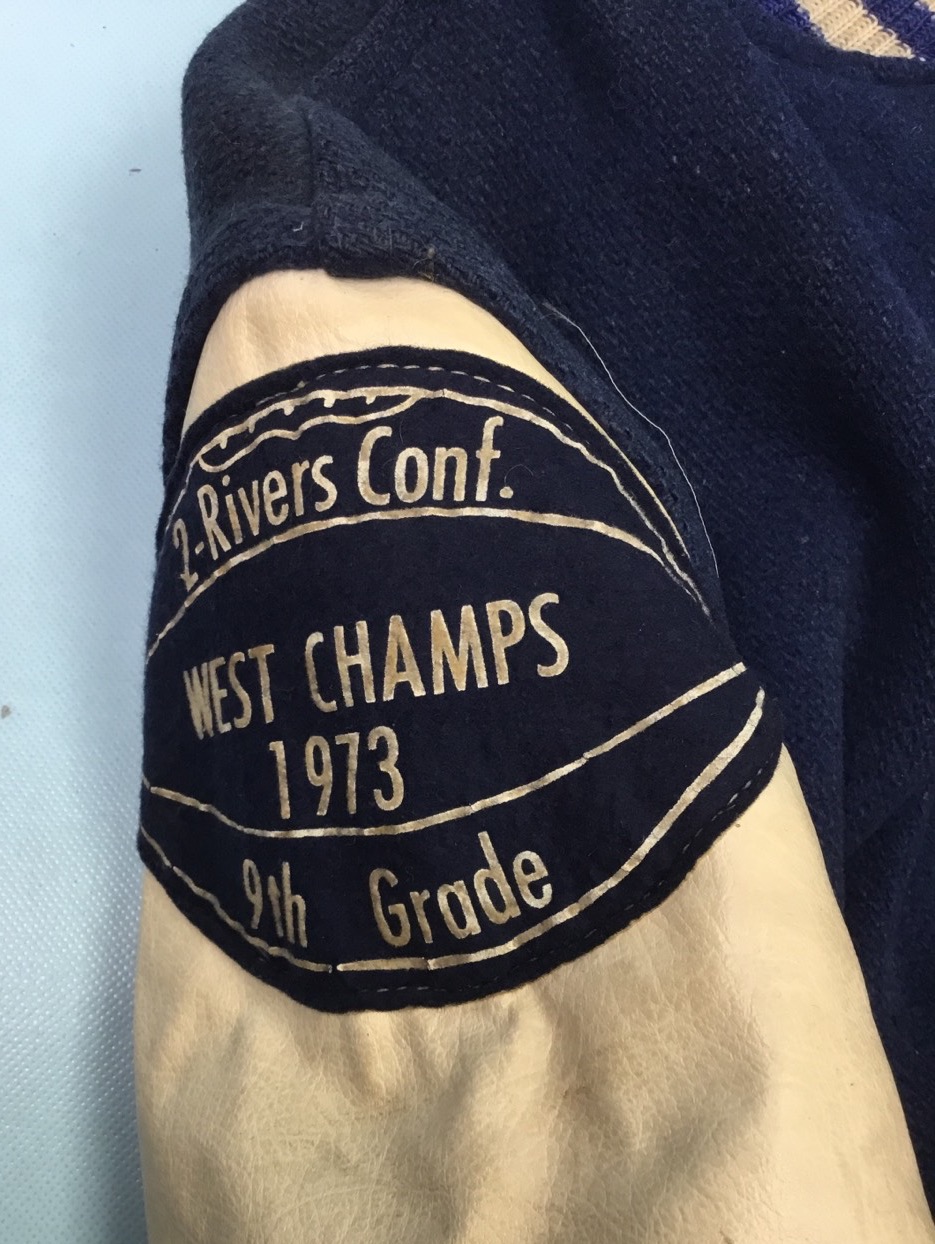 2-Rivers Conf.
WEST CHAMPS
1973
9th Grade